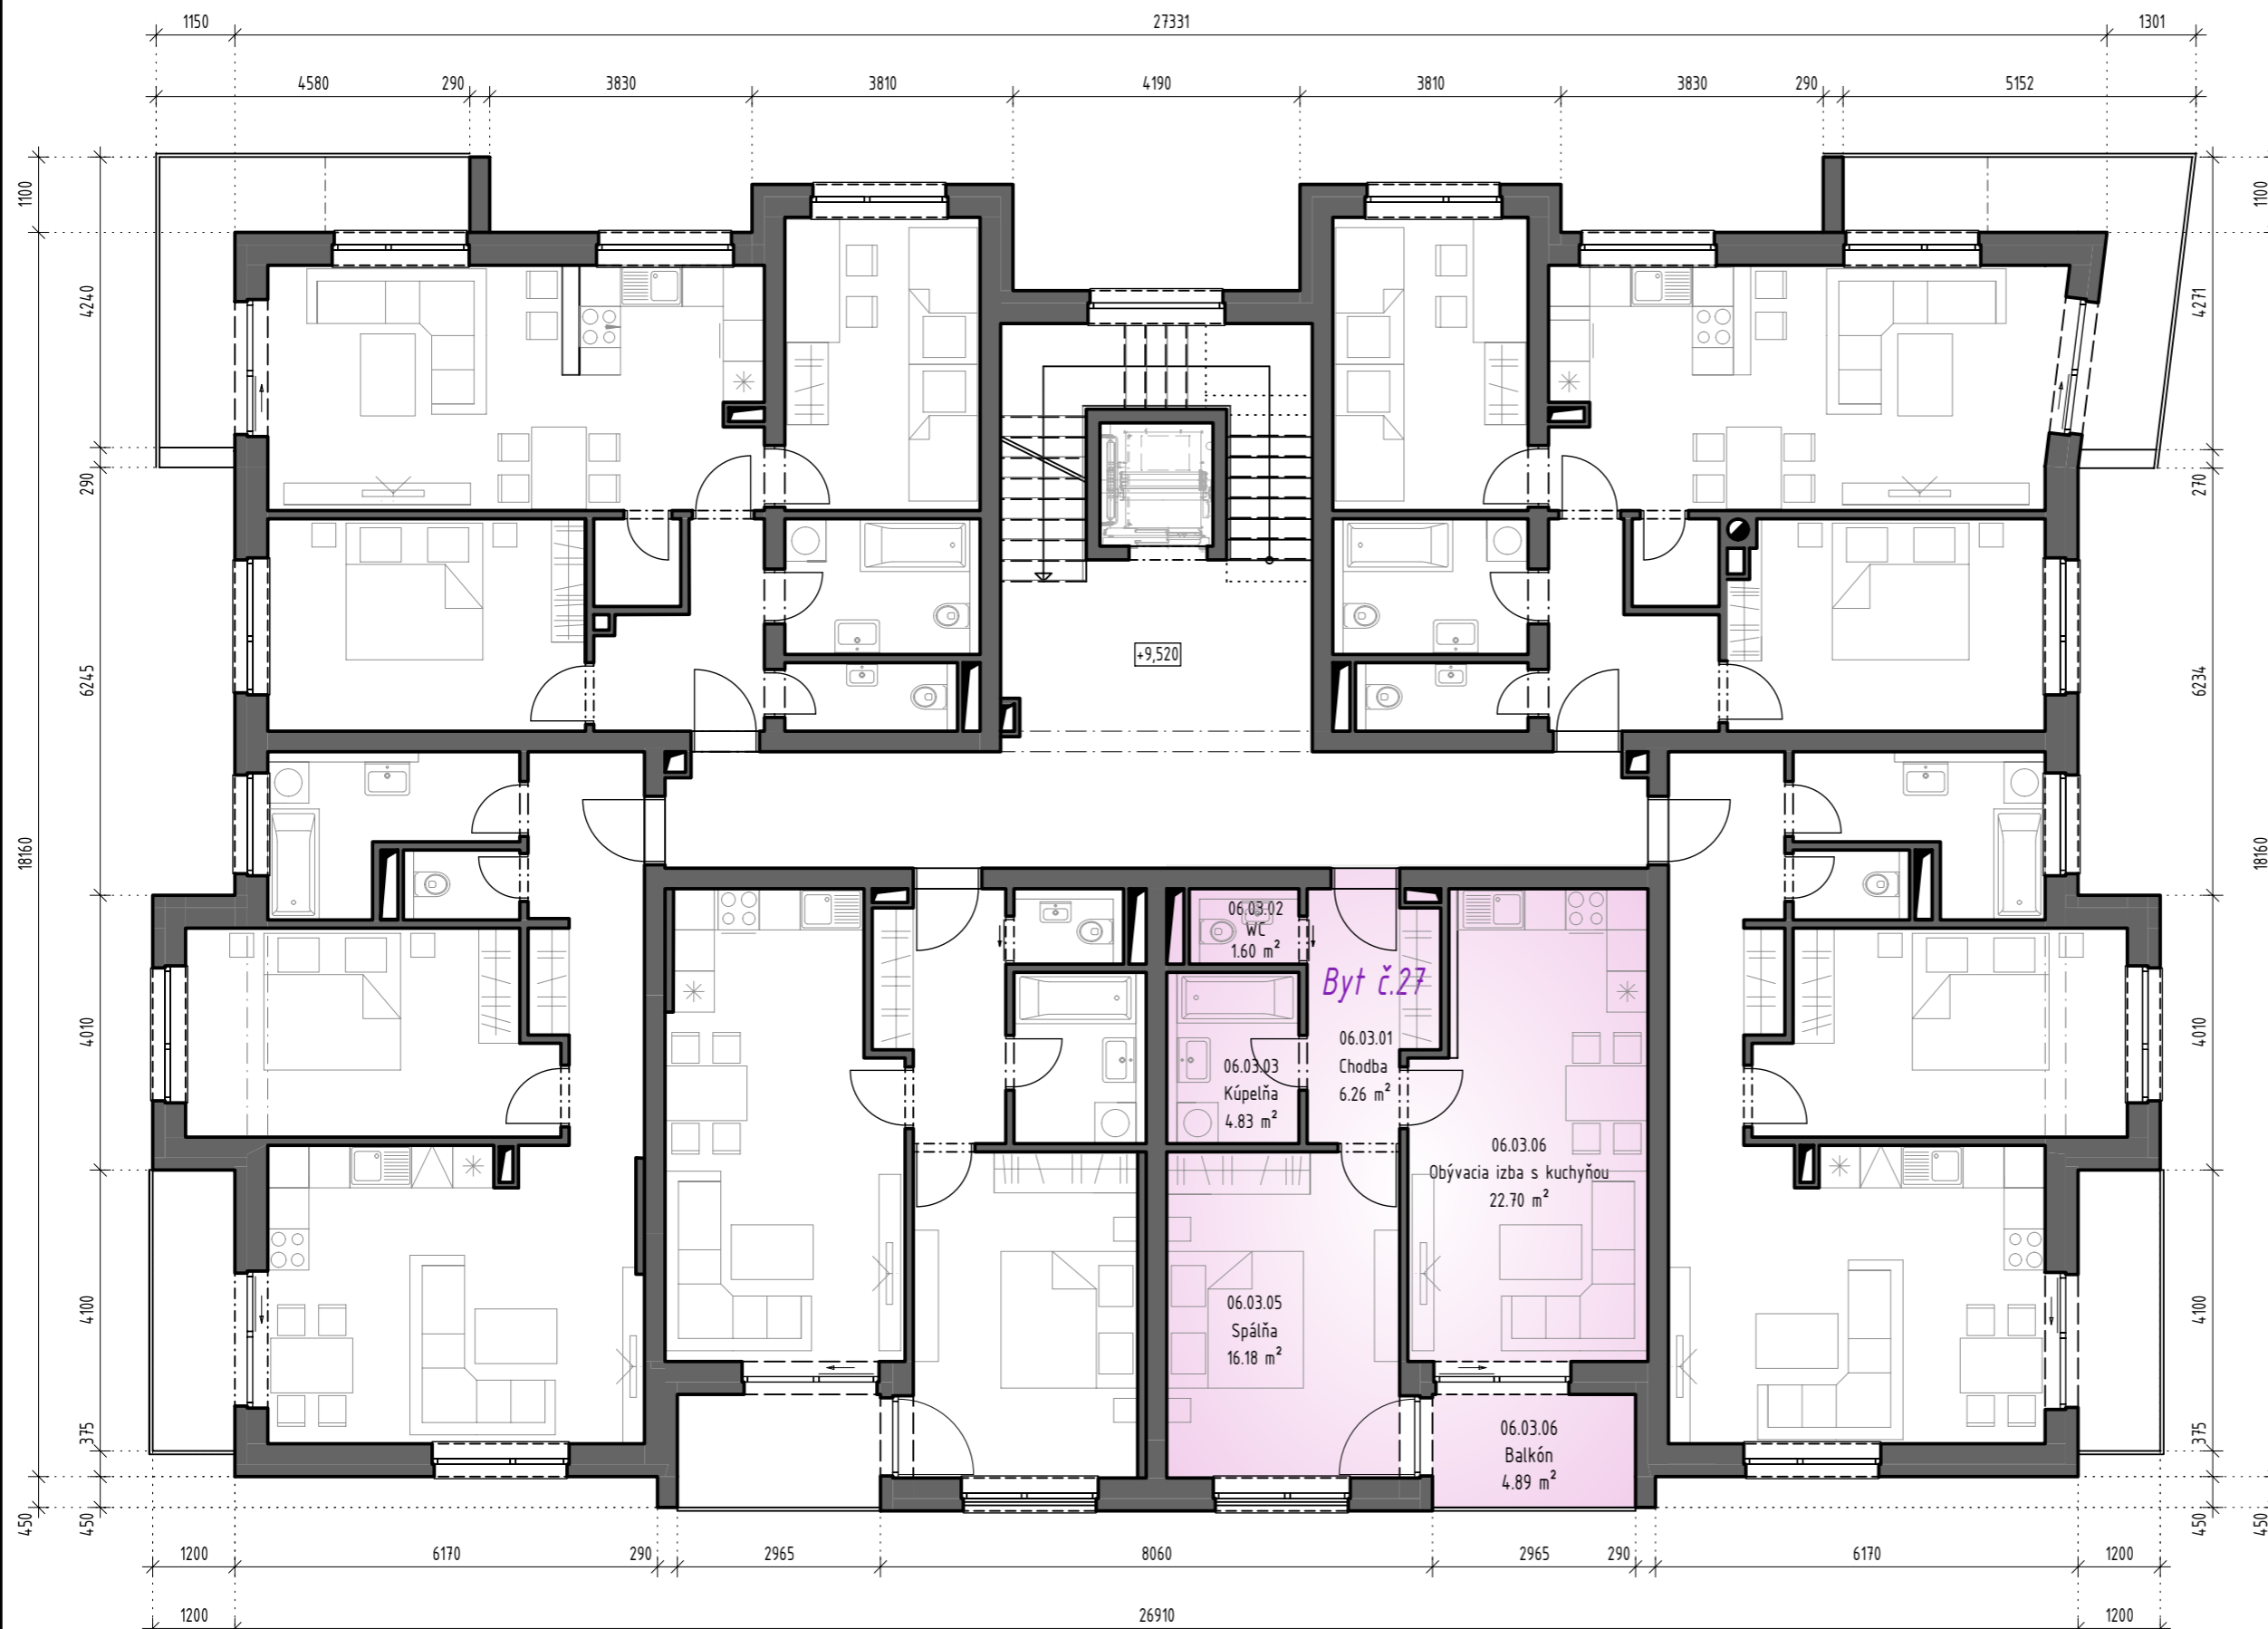 1150 27331 1301
4580 290 3830 3810 4190 3810 3830 290 5152
1100
4240
290
6245
18160
4010
4100
375
450
450
1100
4271
270
6234
18160
4010
4100
375
450
450
+9,520
06.03.02
WC
1.60 m²
Byt č.27
06.03.01
Chodba
6.26 m²
06.03.03
Kúpelňa
4.83 m²
06.03.06
Obývacia izba s kuchyňou
22.70 m²
06.03.05
Spálňa
16.18 m²
06.03.06
Balkón
4.89 m²
1200 6170 290 2965 8060 2965 290 6170 1200
1200 26910 1200